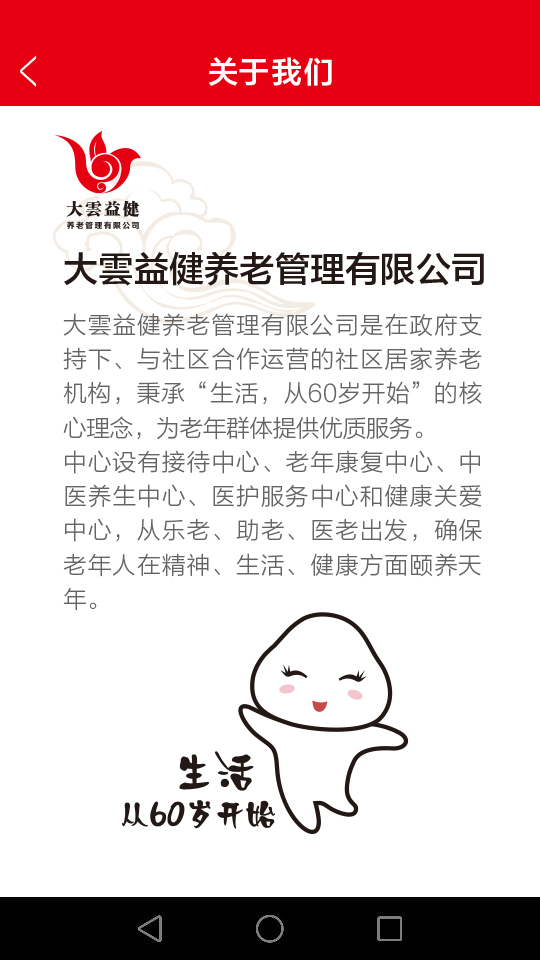 关于我们
大雲益健
养老管理有限公司
大雲益健养老管理有限公司
大雲益健养老管理有限公司是在政府支
持下、与社区合作运营的社区居家养老
机构，秉承“生活，从60岁开始”的核
心理念，为老年群体提供优质服务。
中心设有接待中心、老年康复中心、中
医养生中心、医护服务中心和健康关爱
中心，从乐老、助老、医老出发，确保
老年人在精神、生活、健康方面颐养天
年。
生活
从60岁开始